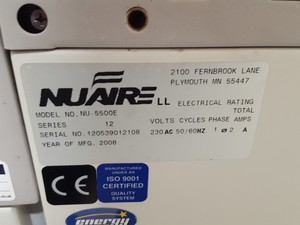 2100 FERNBROOK LANE
PLYMOUTH MN 55447
NUAIRE LL ELECTRICAL RATING
TOTAL
MODEL NO. NU-5500E
VOLTS CYCLES PHASE AMPS
SERIES 12
230 AC 50/60HZ 1 ø 2 A
SERIAL NO. 120539012108
YEAR OF MFG. 2008
CE
MANUFACTURED UNDER AN
ISO 9001
CERTIFIED
QUALITY
SYSTEM
energy